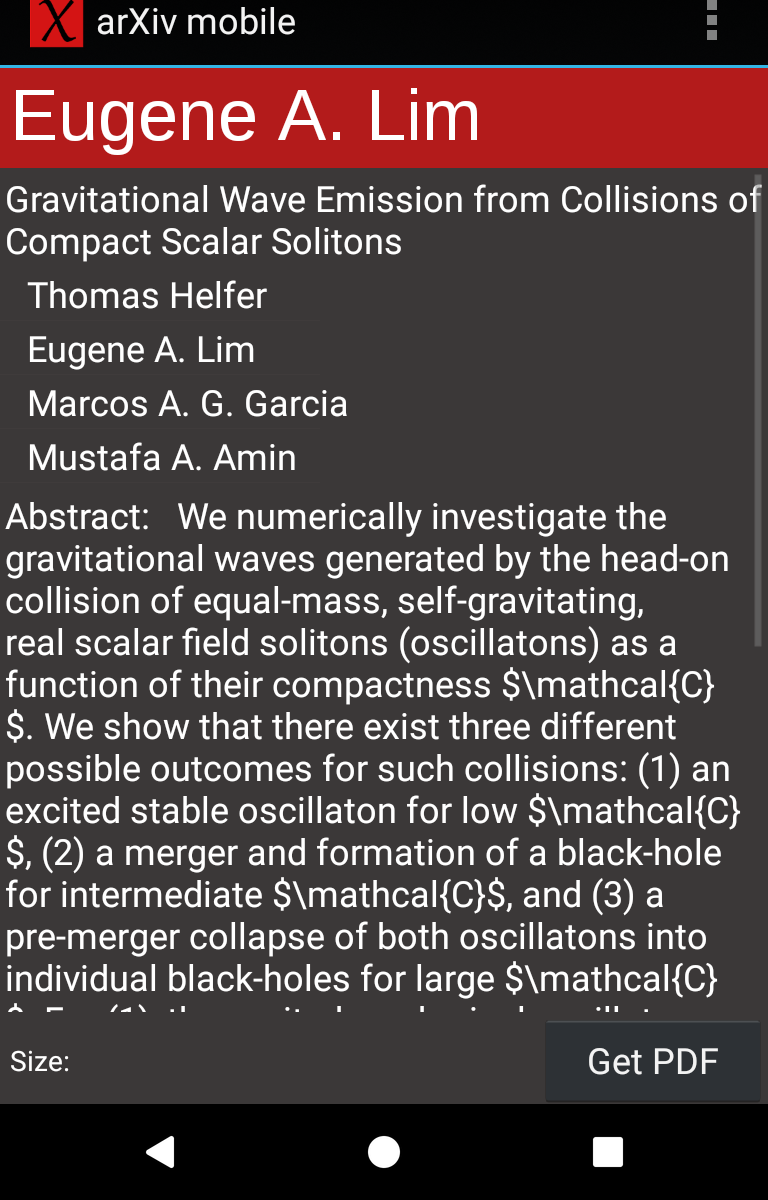 arXiv mobile
Eugene A. Lim
Gravitational Wave Emission from Collisions of
Compact Scalar Solitons
Thomas Helfer
Eugene A. Lim
Marcos A. G. Garcia
Mustafa A. Amin
Abstract:   We numerically investigate the
gravitational waves generated by the head-on
collision of equal-mass, self-gravitating,
real scalar field solitons (oscillatons) as a
function of their compactness $\mathcal{C}
$. We show that there exist three different
possible outcomes for such collisions: (1) an
excited stable oscillaton for low $\mathcal{C}
$, (2) a merger and formation of a black-hole
for intermediate $\mathcal{C}$, and (3) a
pre-merger collapse of both oscillatons into
individual black-holes for large $\mathcal{C}
Size:
Get PDF